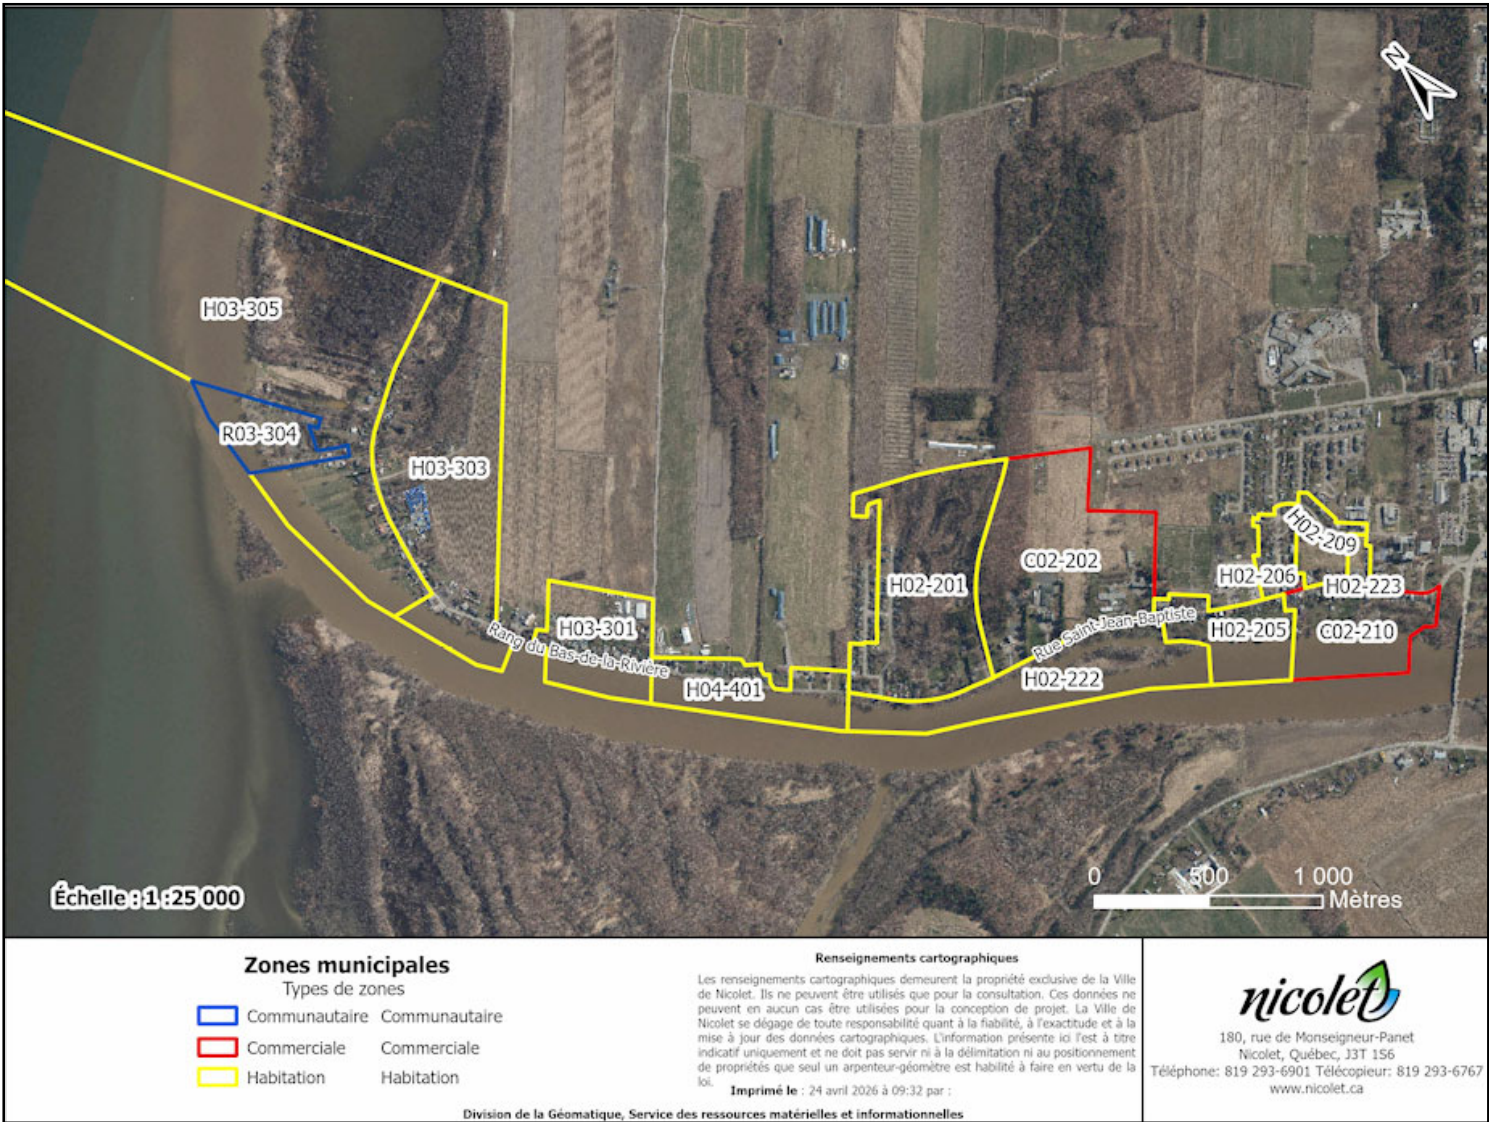 N
H03-305
R03-304
H03-303
H03-301
Rang du Bas-de-la-Rivière
H04-401
H02-201
C02-202
Rue Saint-Jean-Baptiste
H02-222
H02-209
H02-206
H02-223
H02-205
C02-210
Échelle : 1 :25 000
0 500 1 000
Mètres
Zones municipales
Types de zones
Communautaire Communautaire
Commerciale Commerciale
Habitation Habitation
Renseignements cartographiques
Les renseignements cartographiques demeurent la propriété exclusive de la Ville
de Nicolet. Ils ne peuvent être utilisés que pour la consultation. Ces données ne
peuvent en aucun cas être utilisées pour la conception de projet. La Ville de
Nicolet se dégage de toute responsabilité quant à la fiabilité, à l'exactitude et à la
mise à jour des données cartographiques. L'information présente ici l'est à titre
indicatif uniquement et ne doit pas servir ni à la délimitation ni au positionnement
de propriétés que seul un arpenteur-géomètre est habilité à faire en vertu de la
loi.
Imprimé le : 24 avril 2026 à 09:32 par :
Division de la Géomatique, Service des ressources matérielles et informationnelles
nicolet
180, rue de Monseigneur-Panet
Nicolet, Québec, J3T 1S6
Téléphone: 819 293-6901 Télécopieur: 819 293-6767
www.nicolet.ca